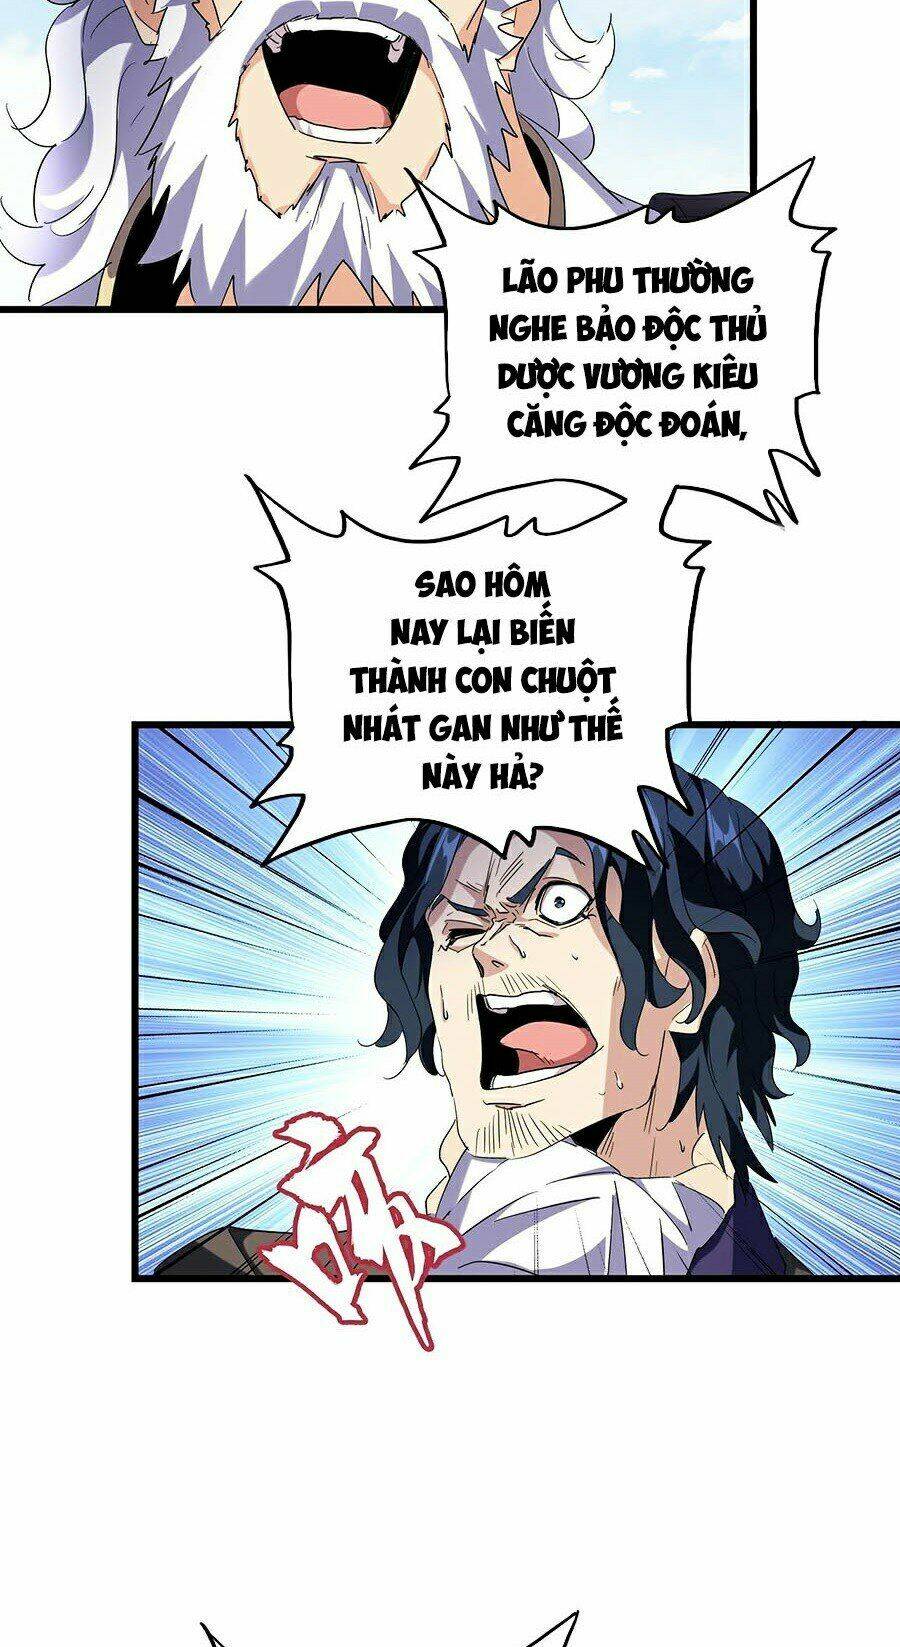 LÃO PHU THƯỜNG
NGHE BẢO ĐỘC THỦ
DƯỢC VƯƠNG KIÊU
CĂNG ĐỘC ĐOÁN,
SAO HÔM
NAY LẠI BIẾN
THÀNH CON CHUỘT
NHÁT GAN NHƯ THẾ
NÀY HẢ?